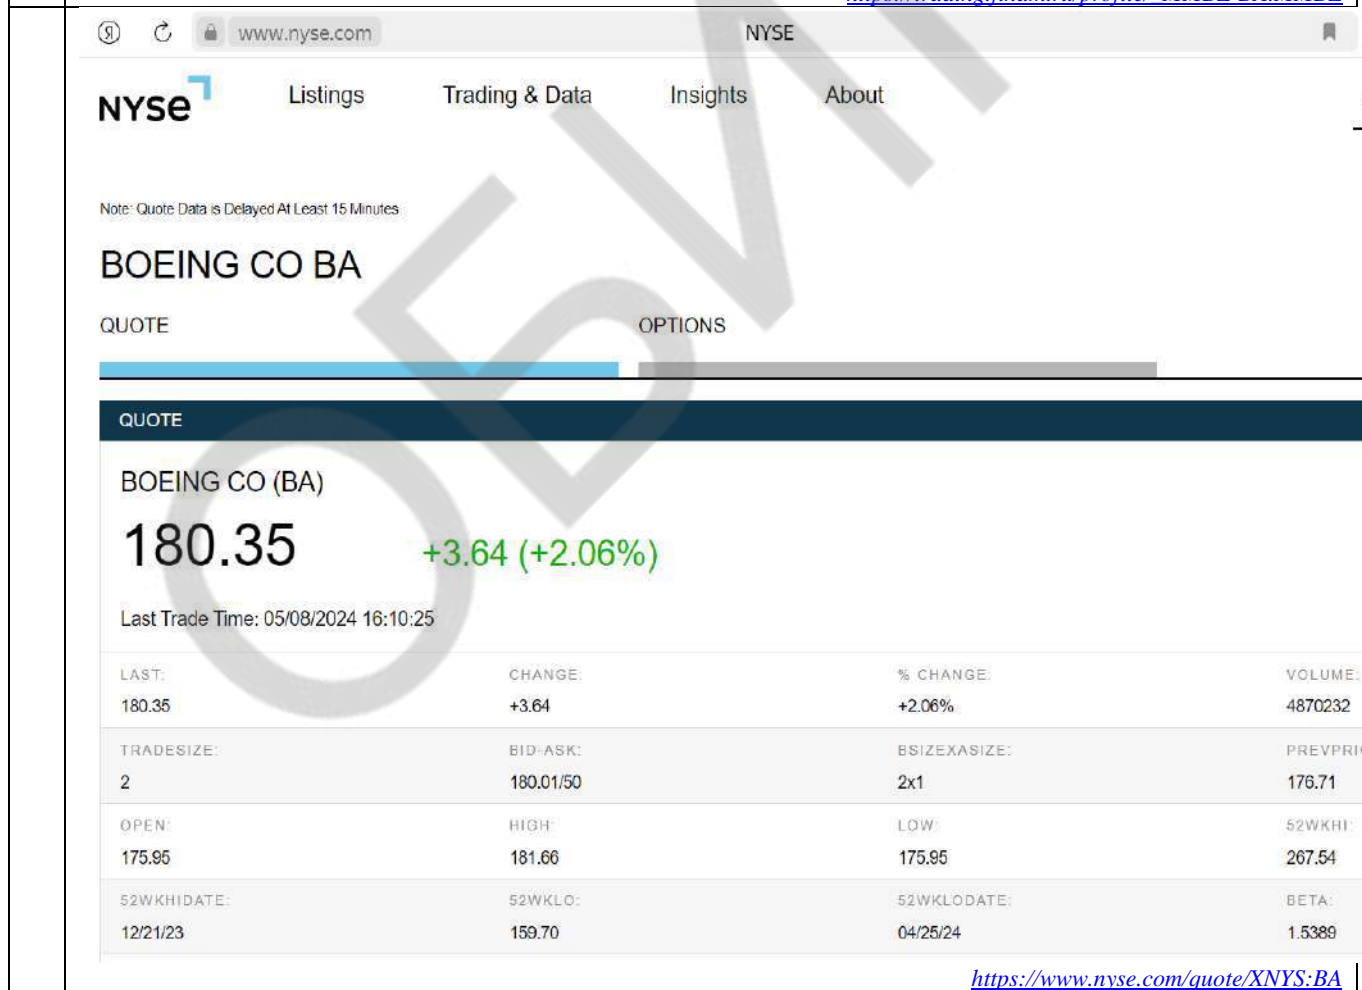 www.nyse.com NYSE
NYSE Listings Trading & Data Insights About
Note: Quote Data is Delayed At Least 15 Minutes
BOEING CO BA
QUOTE OPTIONS
QUOTE
BOEING CO (BA)
180.35 +3.64 (+2.06%)
Last Trade Time: 05/08/2024 16:10:25
LAST: CHANGE: % CHANGE: VOLUME:
180.35 +3.64 +2.06% 4870232
TRADESIZE: BID-ASK: BSIZEXASIZE:
2 180.01/50 2x1 176.71
OPEN: HIGH: LOW: 52WKHI:
175.95 181.66 175.95 267.54
52WKHIDATE: 52WKLO: 52WKLODATE: BETA:
12/21/23 159.70 04/25/24 1.5389
https://www.nyse.com/quote/XNYS:BA